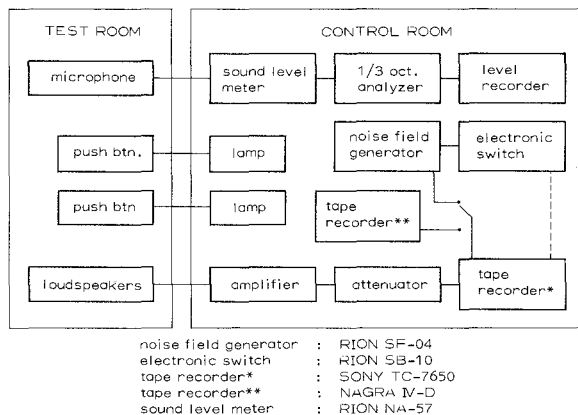 TEST ROOM
CONTROL ROOM
microphone
sound level
meter
1/3 oct.
analyzer
level
recorder
noise field
generator
electronic
switch
push btn.
lamp
push btn
lamp
tape
recorder**
loudspeakers
amplifier
attenuator
tape
recorder*
noise field generator : RION SF-04
electronic switch : RION SB-10
tape recorder* : SONY TC-7650
tape recorder** : NAGRA IV-D
sound level meter : RION NA-57